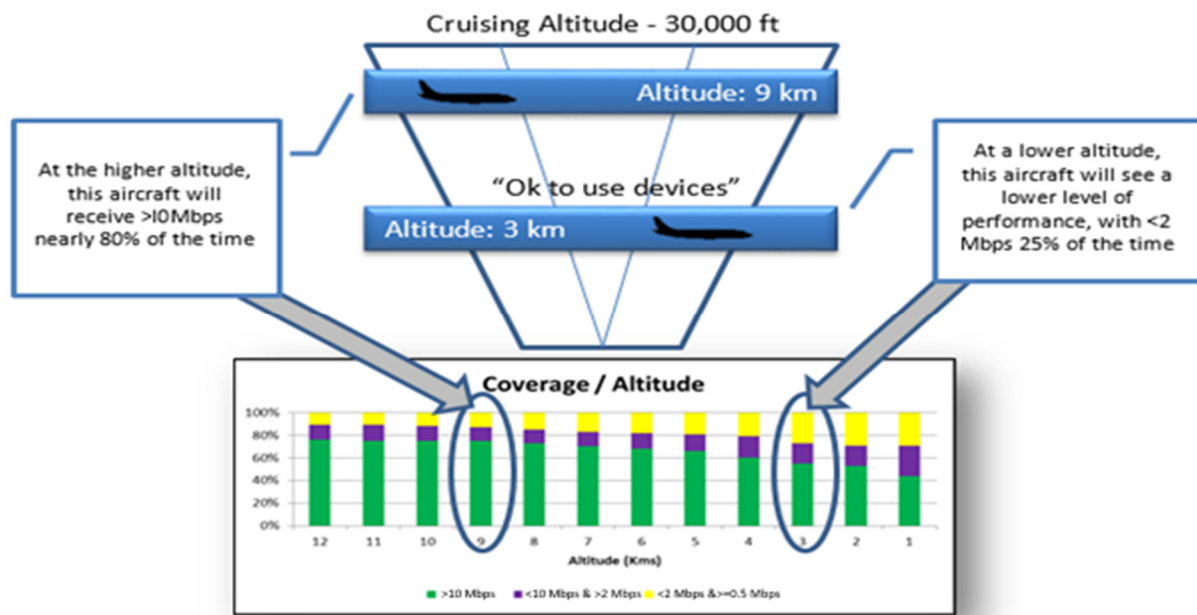 Cruising Altitude - 30,000 ft
Altitude: 9 km
At the higher altitude,
this aircraft will
receive >I0Mbps
nearly 80% of the time
"Ok to use devices"
Altitude: 3 km
At a lower altitude,
this aircraft will see a
lower level of
performance, with <2
Mbps 25% of the time
Coverage / Altitude
100%
80%
60%
40%
20%
0%
12 11 10 9 8 7 6 5 4 3 2 1
Altitude (Kms)
>10 Mbps <10 Mbps & >2 Mbps <2 Mbps &>=0.5 Mbps